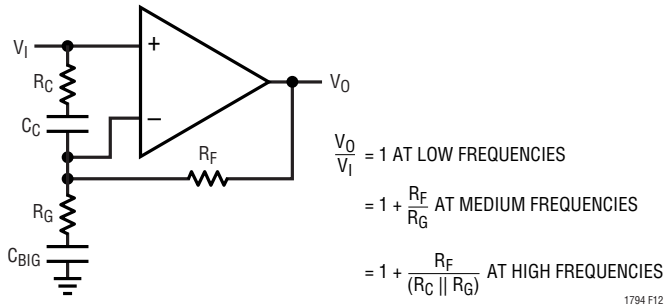 V_I
R_C
C_C
+
−
V_O
R_F
R_G
C_BIG
V_O/V_I = 1 AT LOW FREQUENCIES
= 1 + R_F/R_G AT MEDIUM FREQUENCIES
= 1 + R_F/(R_C || R_G) AT HIGH FREQUENCIES
1794 F12